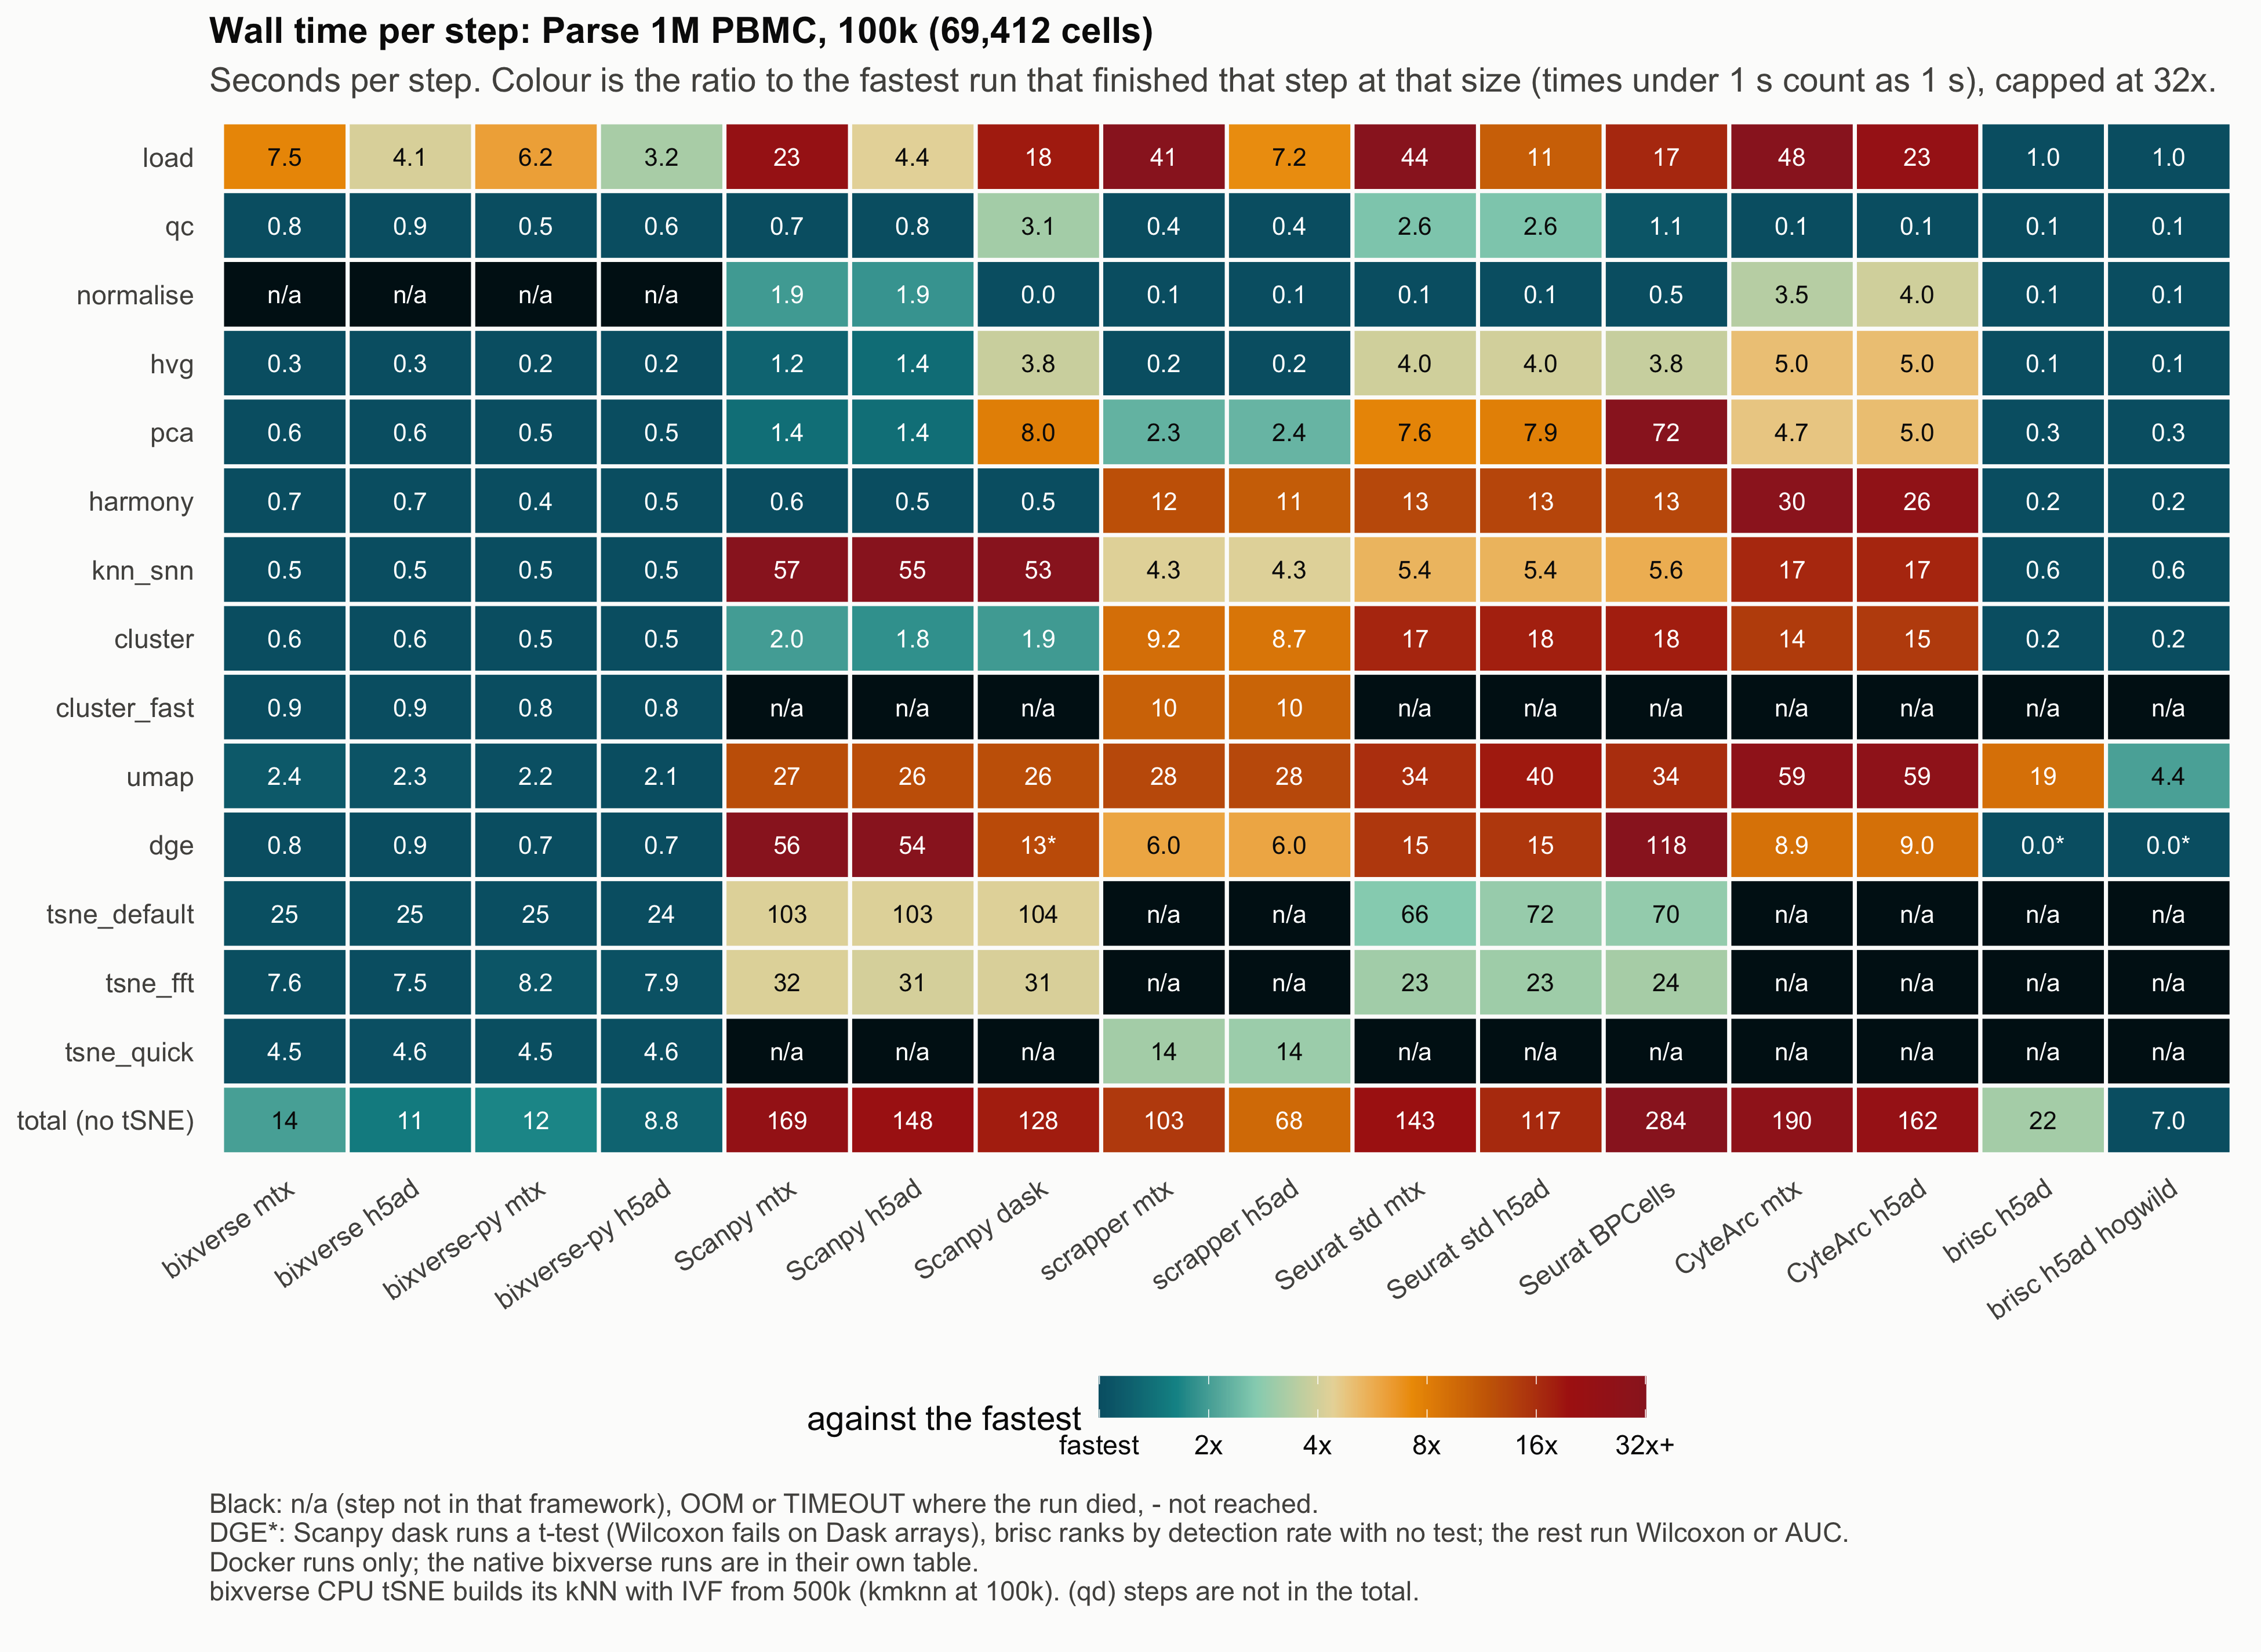 Wall time per step: Parse 1M PBMC, 100k (69,412 cells)
Seconds per step. Colour is the ratio to the fastest run that finished that step at that size (times under 1 s count as 1 s), capped at 32x.
load 7.5 4.1 6.2 3.2 23 4.4 18 41 7.2 44 11 17 48 23 1.0 1.0
qc 0.8 0.9 0.5 0.6 0.7 0.8 3.1 0.4 0.4 2.6 2.6 1.1 0.1 0.1 0.1 0.1
normalise n/a n/a n/a n/a 1.9 1.9 0.0 0.1 0.1 0.1 0.1 0.5 3.5 4.0 0.1 0.1
hvg 0.3 0.3 0.2 0.2 1.2 1.4 3.8 0.2 0.2 4.0 4.0 3.8 5.0 5.0 0.1 0.1
pca 0.6 0.6 0.5 0.5 1.4 1.4 8.0 2.3 2.4 7.6 7.9 72 4.7 5.0 0.3 0.3
harmony 0.7 0.7 0.4 0.5 0.6 0.5 0.5 12 11 13 13 13 30 26 0.2 0.2
knn_snn 0.5 0.5 0.5 0.5 57 55 53 4.3 4.3 5.4 5.4 5.6 17 17 0.6 0.6
cluster 0.6 0.6 0.5 0.5 2.0 1.8 1.9 9.2 8.7 17 18 18 14 15 0.2 0.2
cluster_fast 0.9 0.9 0.8 0.8 n/a n/a n/a 10 10 n/a n/a n/a n/a n/a n/a n/a
umap 2.4 2.3 2.2 2.1 27 26 26 28 28 34 40 34 59 59 19 4.4
dge 0.8 0.9 0.7 0.7 56 54 13* 6.0 6.0 15 15 118 8.9 9.0 0.0* 0.0*
tsne_default 25 25 25 24 103 103 104 n/a n/a 66 72 70 n/a n/a n/a n/a
tsne_fft 7.6 7.5 8.2 7.9 32 31 31 n/a n/a 23 23 24 n/a n/a n/a n/a
tsne_quick 4.5 4.6 4.5 4.6 n/a n/a n/a 14 14 n/a n/a n/a n/a n/a n/a n/a
total (no tSNE) 14 11 12 8.8 169 148 128 103 68 143 117 284 190 162 22 7.0
bixverse mtx bixverse h5ad bixverse-py mtx bixverse-py h5ad Scanpy mtx Scanpy h5ad Scanpy dask scrapper mtx scrapper h5ad Seurat std mtx Seurat std h5ad Seurat BPCells CyteArc mtx CyteArc h5ad brisc h5ad brisc h5ad hogwild
against the fastest
fastest 2x 4x 8x 16x 32x+
Black: n/a (step not in that framework), OOM or TIMEOUT where the run died, - not reached.
DGE*: Scanpy dask runs a t-test (Wilcoxon fails on Dask arrays), brisc ranks by detection rate with no test; the rest run Wilcoxon or AUC.
Docker runs only; the native bixverse runs are in their own table.
bixverse CPU tSNE builds its kNN with IVF from 500k (kmknn at 100k). (qd) steps are not in the total.